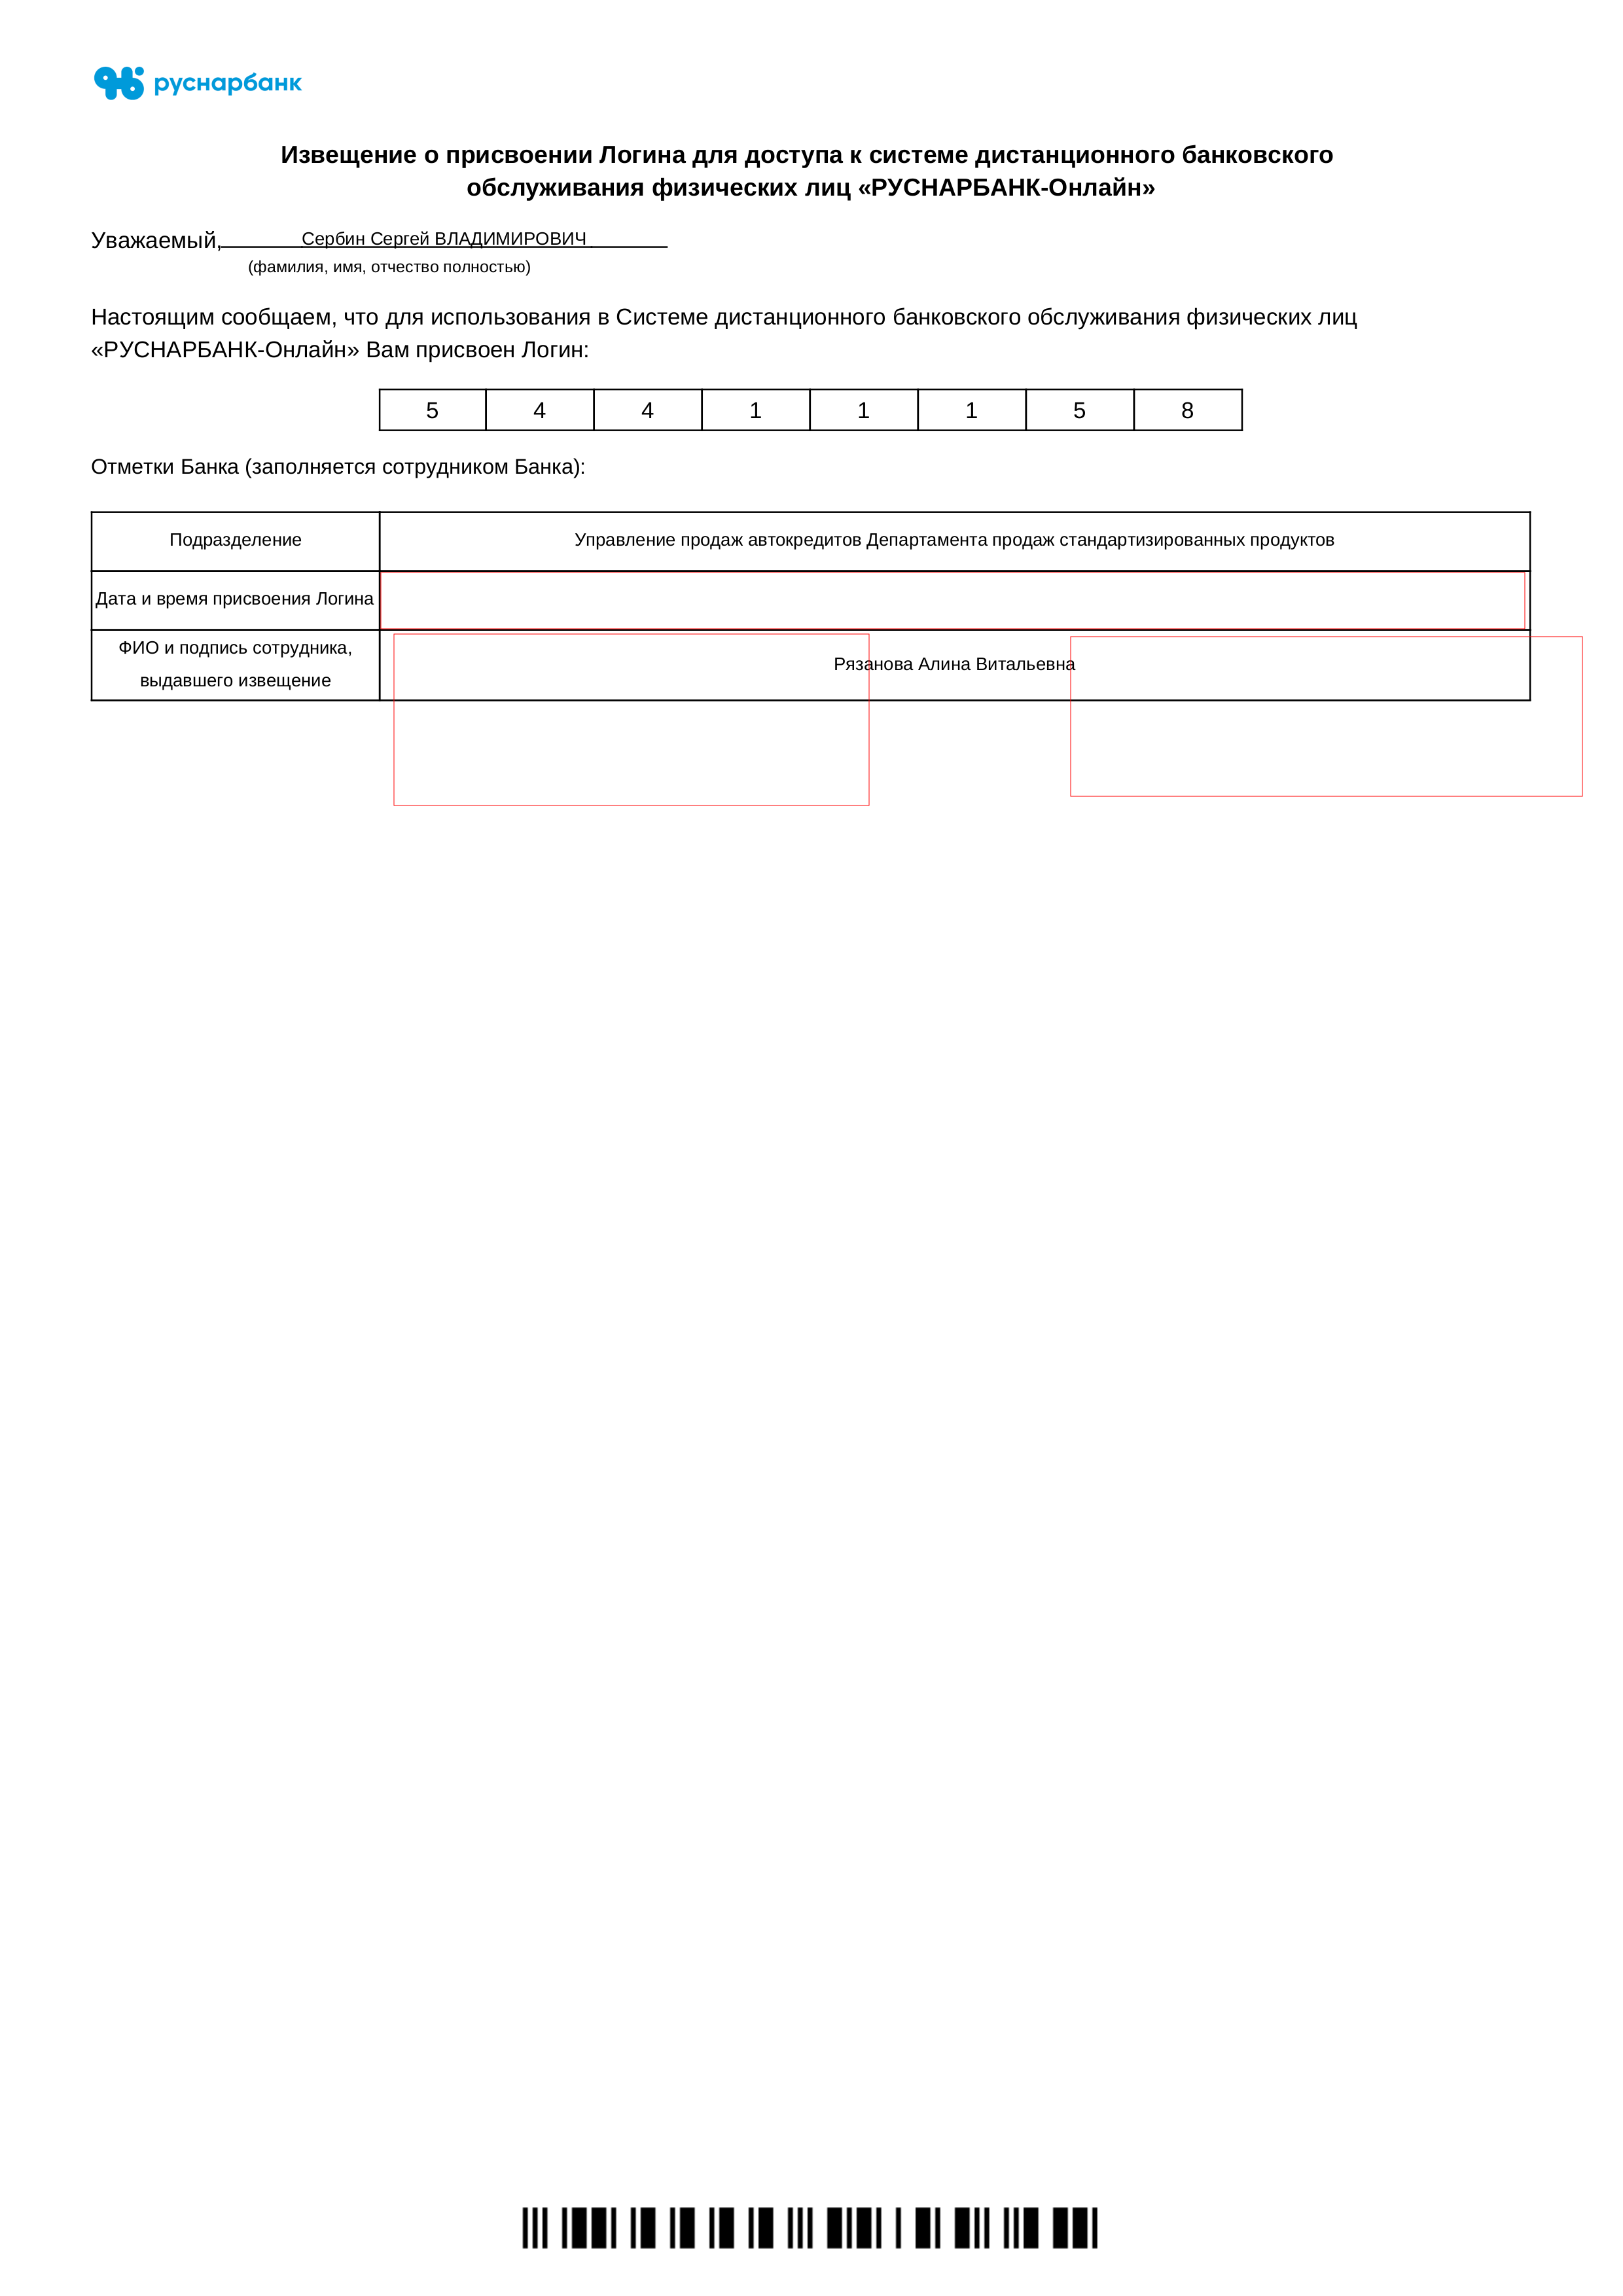 руснарбанк
Извещение о присвоении Логина для доступа к системе дистанционного банковского
обслуживания физических лиц «РУСНАРБАНК-Онлайн»
Уважаемый, Сербин Сергей ВЛАДИМИРОВИЧ
(фамилия, имя, отчество полностью)
Настоящим сообщаем, что для использования в Системе дистанционного банковского обслуживания физических лиц
«РУСНАРБАНК-Онлайн» Вам присвоен Логин:
5 4 4 1 1 1 5 8
Отметки Банка (заполняется сотрудником Банка):
Подразделение Управление продаж автокредитов Департамента продаж стандартизированных продуктов
Дата и время присвоения Логина
ФИО и подпись сотрудника,
выдавшего извещение
Рязанова Алина Витальевна